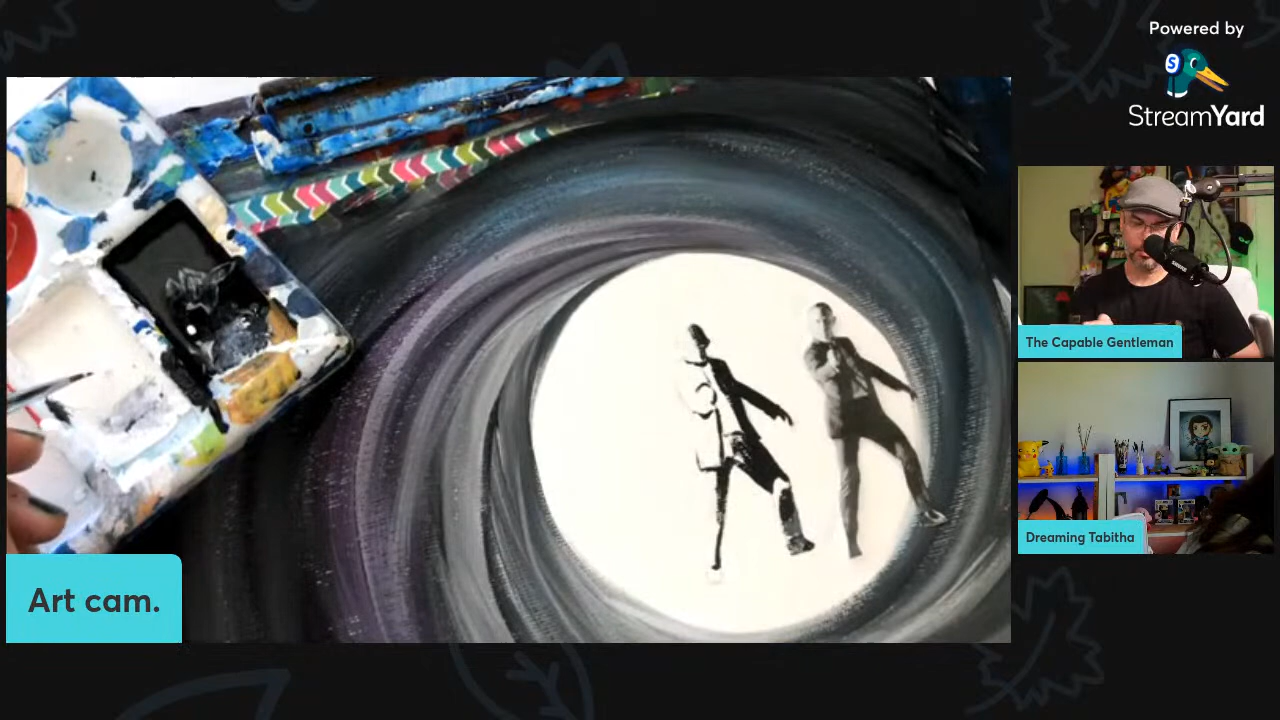 Powered by
StreamYard
The Capable Gentleman
Dreaming Tabitha
Art cam.